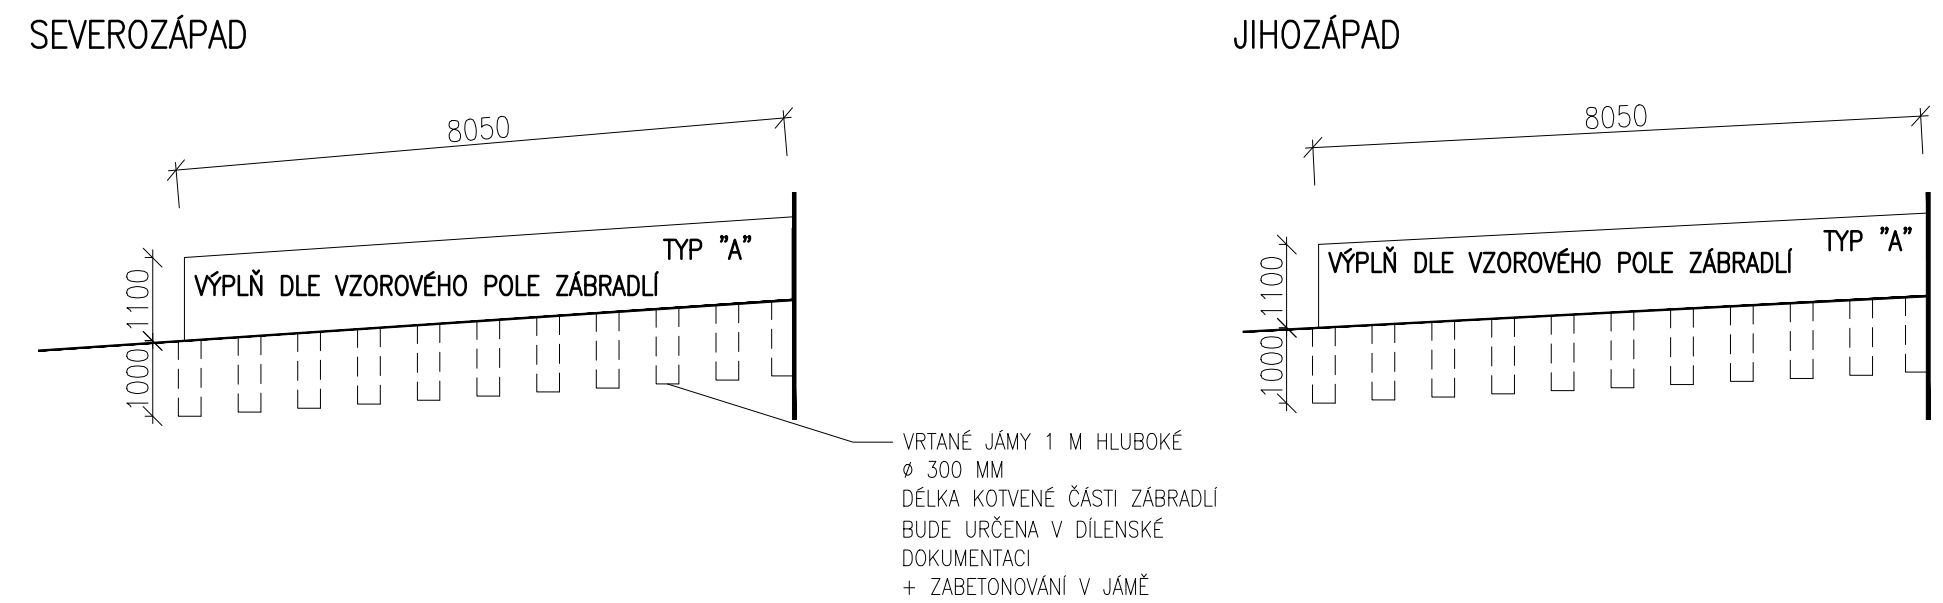 SEVEROZÁPAD
8050
TYP "A"
VÝPLŇ DLE VZOROVÉHO POLE ZÁBRADLÍ
1100
1000
VRTANÉ JÁMY 1 M HLUBOKÉ
ø 300 MM
DÉLKA KOTVENÉ ČÁSTI ZÁBRADLÍ
BUDE URČENA V DÍLENSKÉ
DOKUMENTACI
+ ZABETONOVÁNÍ V JÁMĚ
JIHOZÁPAD
8050
TYP "A"
VÝPLŇ DLE VZOROVÉHO POLE ZÁBRADLÍ
1100
1000